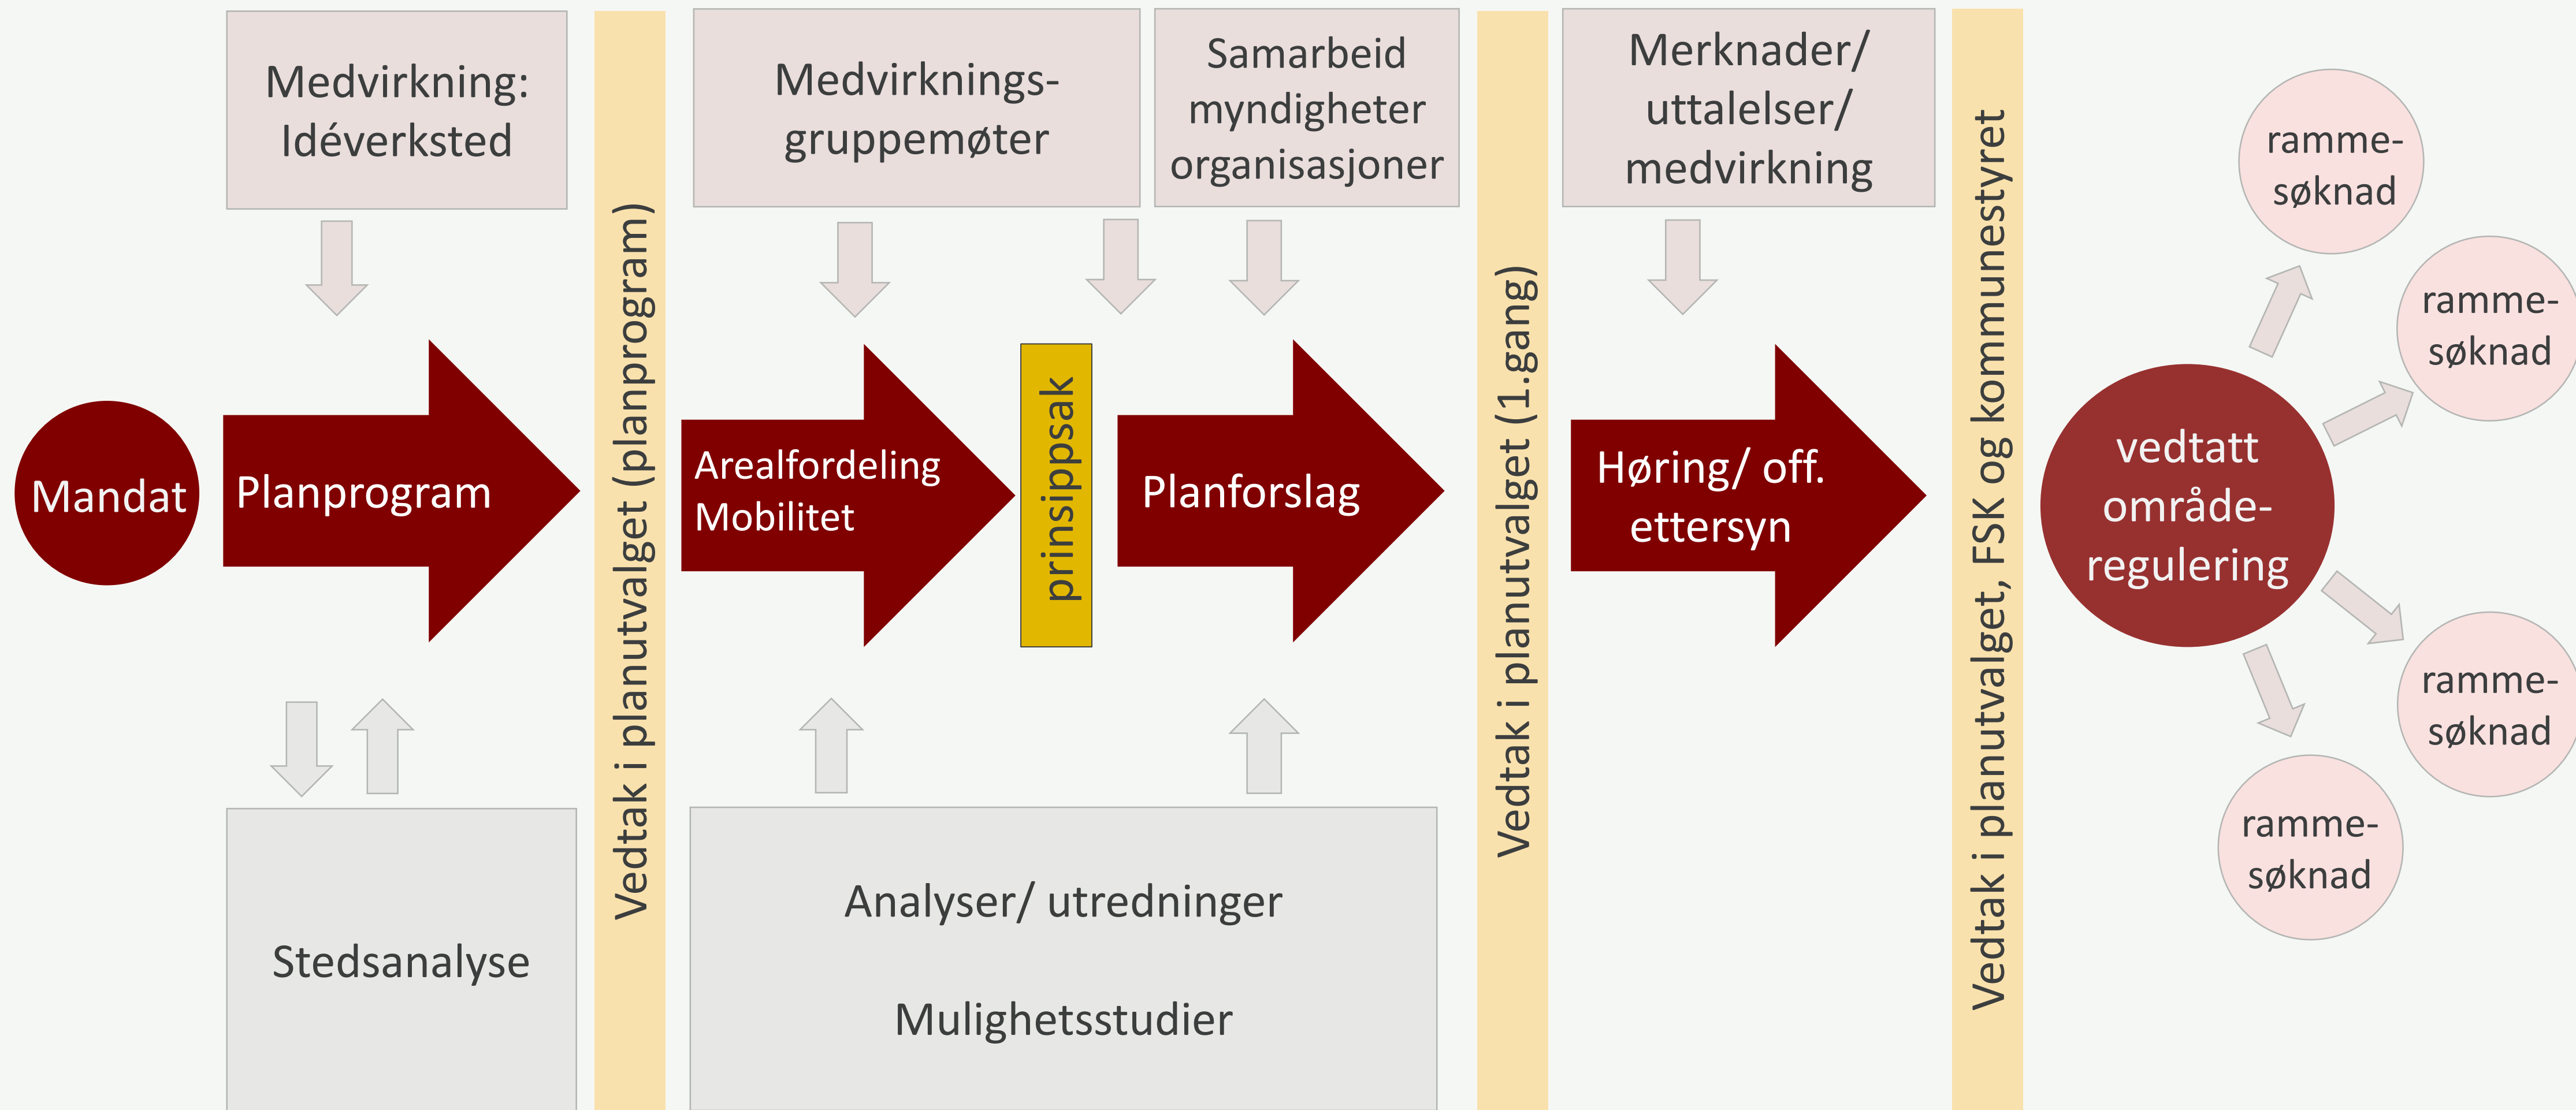 Medvirkning:
Idéverksted
Medvirknings-
gruppemøter
Samarbeid
myndigheter
organisasjoner
Merknader/
uttalelser/
medvirkning
Mandat
Planprogram
Vedtak i planutvalget (planprogram)
Arealfordeling
Mobilitet
prinsippsak
Planforslag
Vedtak i planutvalget (1.gang)
Høring/ off.
ettersyn
Vedtak i planutvalget, FSK og kommunestyret
vedtatt
område-
regulering
ramme-
søknad
ramme-
søknad
ramme-
søknad
ramme-
søknad
Stedsanalyse
Analyser/ utredninger
Mulighetsstudier